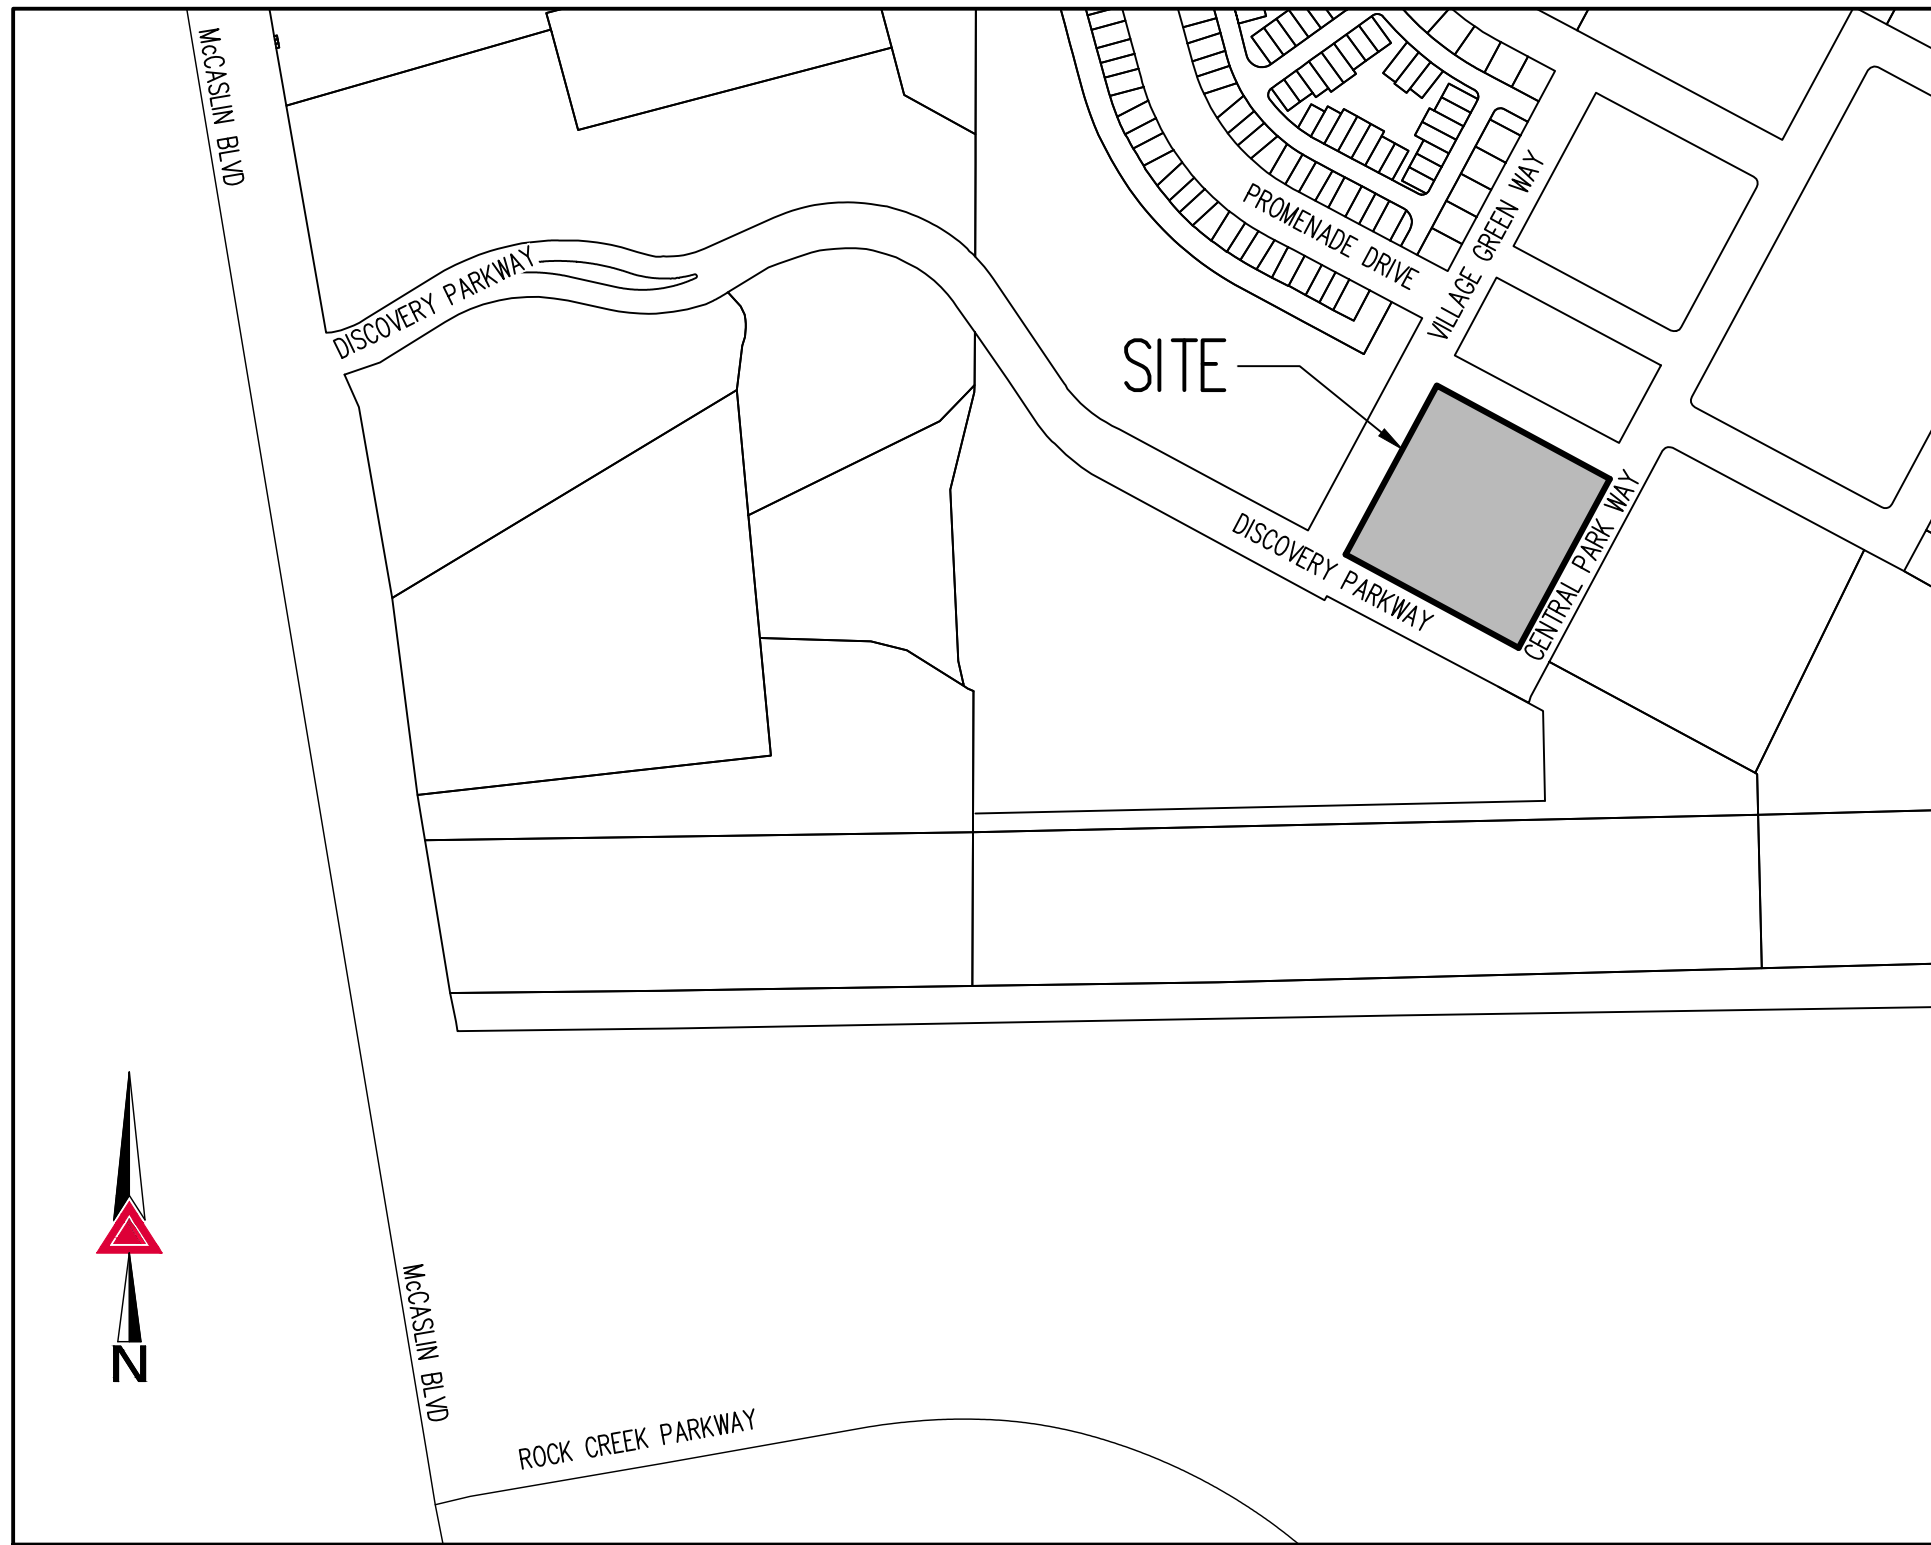 McCASLIN BLVD
PROMENADE DRIVE
VILLAGE GREEN WAY
DISCOVERY PARKWAY
SITE
DISCOVERY PARKWAY
CENTRAL PARK WAY
N
McCASLIN BLVD
ROCK CREEK PARKWAY